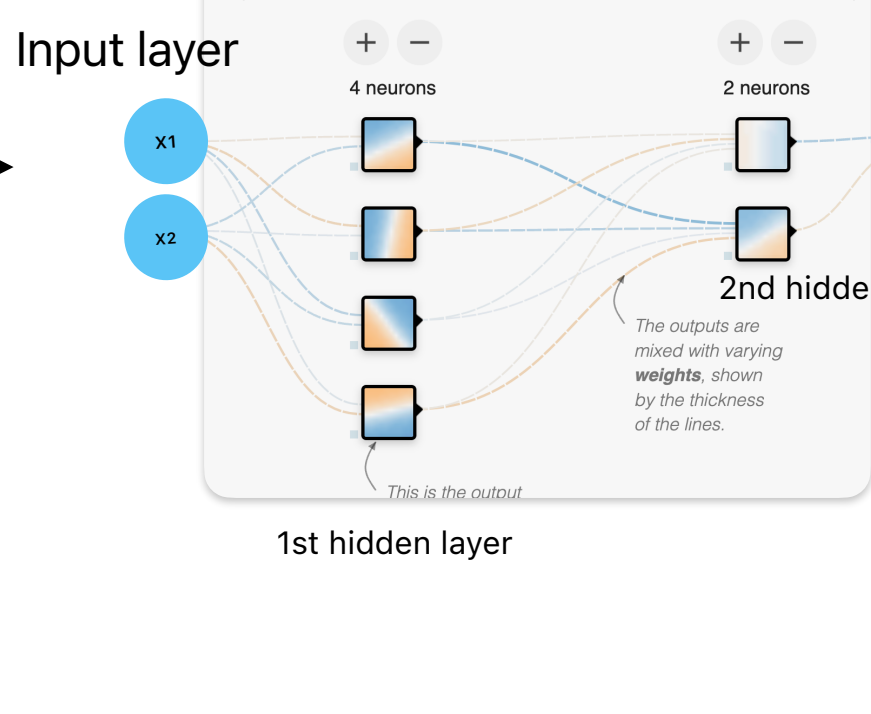 Input layer
+ −
+ −
4 neurons
2 neurons
X1
X2
2nd hidde
The outputs are
mixed with varying
weights, shown
by the thickness
of the lines.
This is the output
1st hidden layer